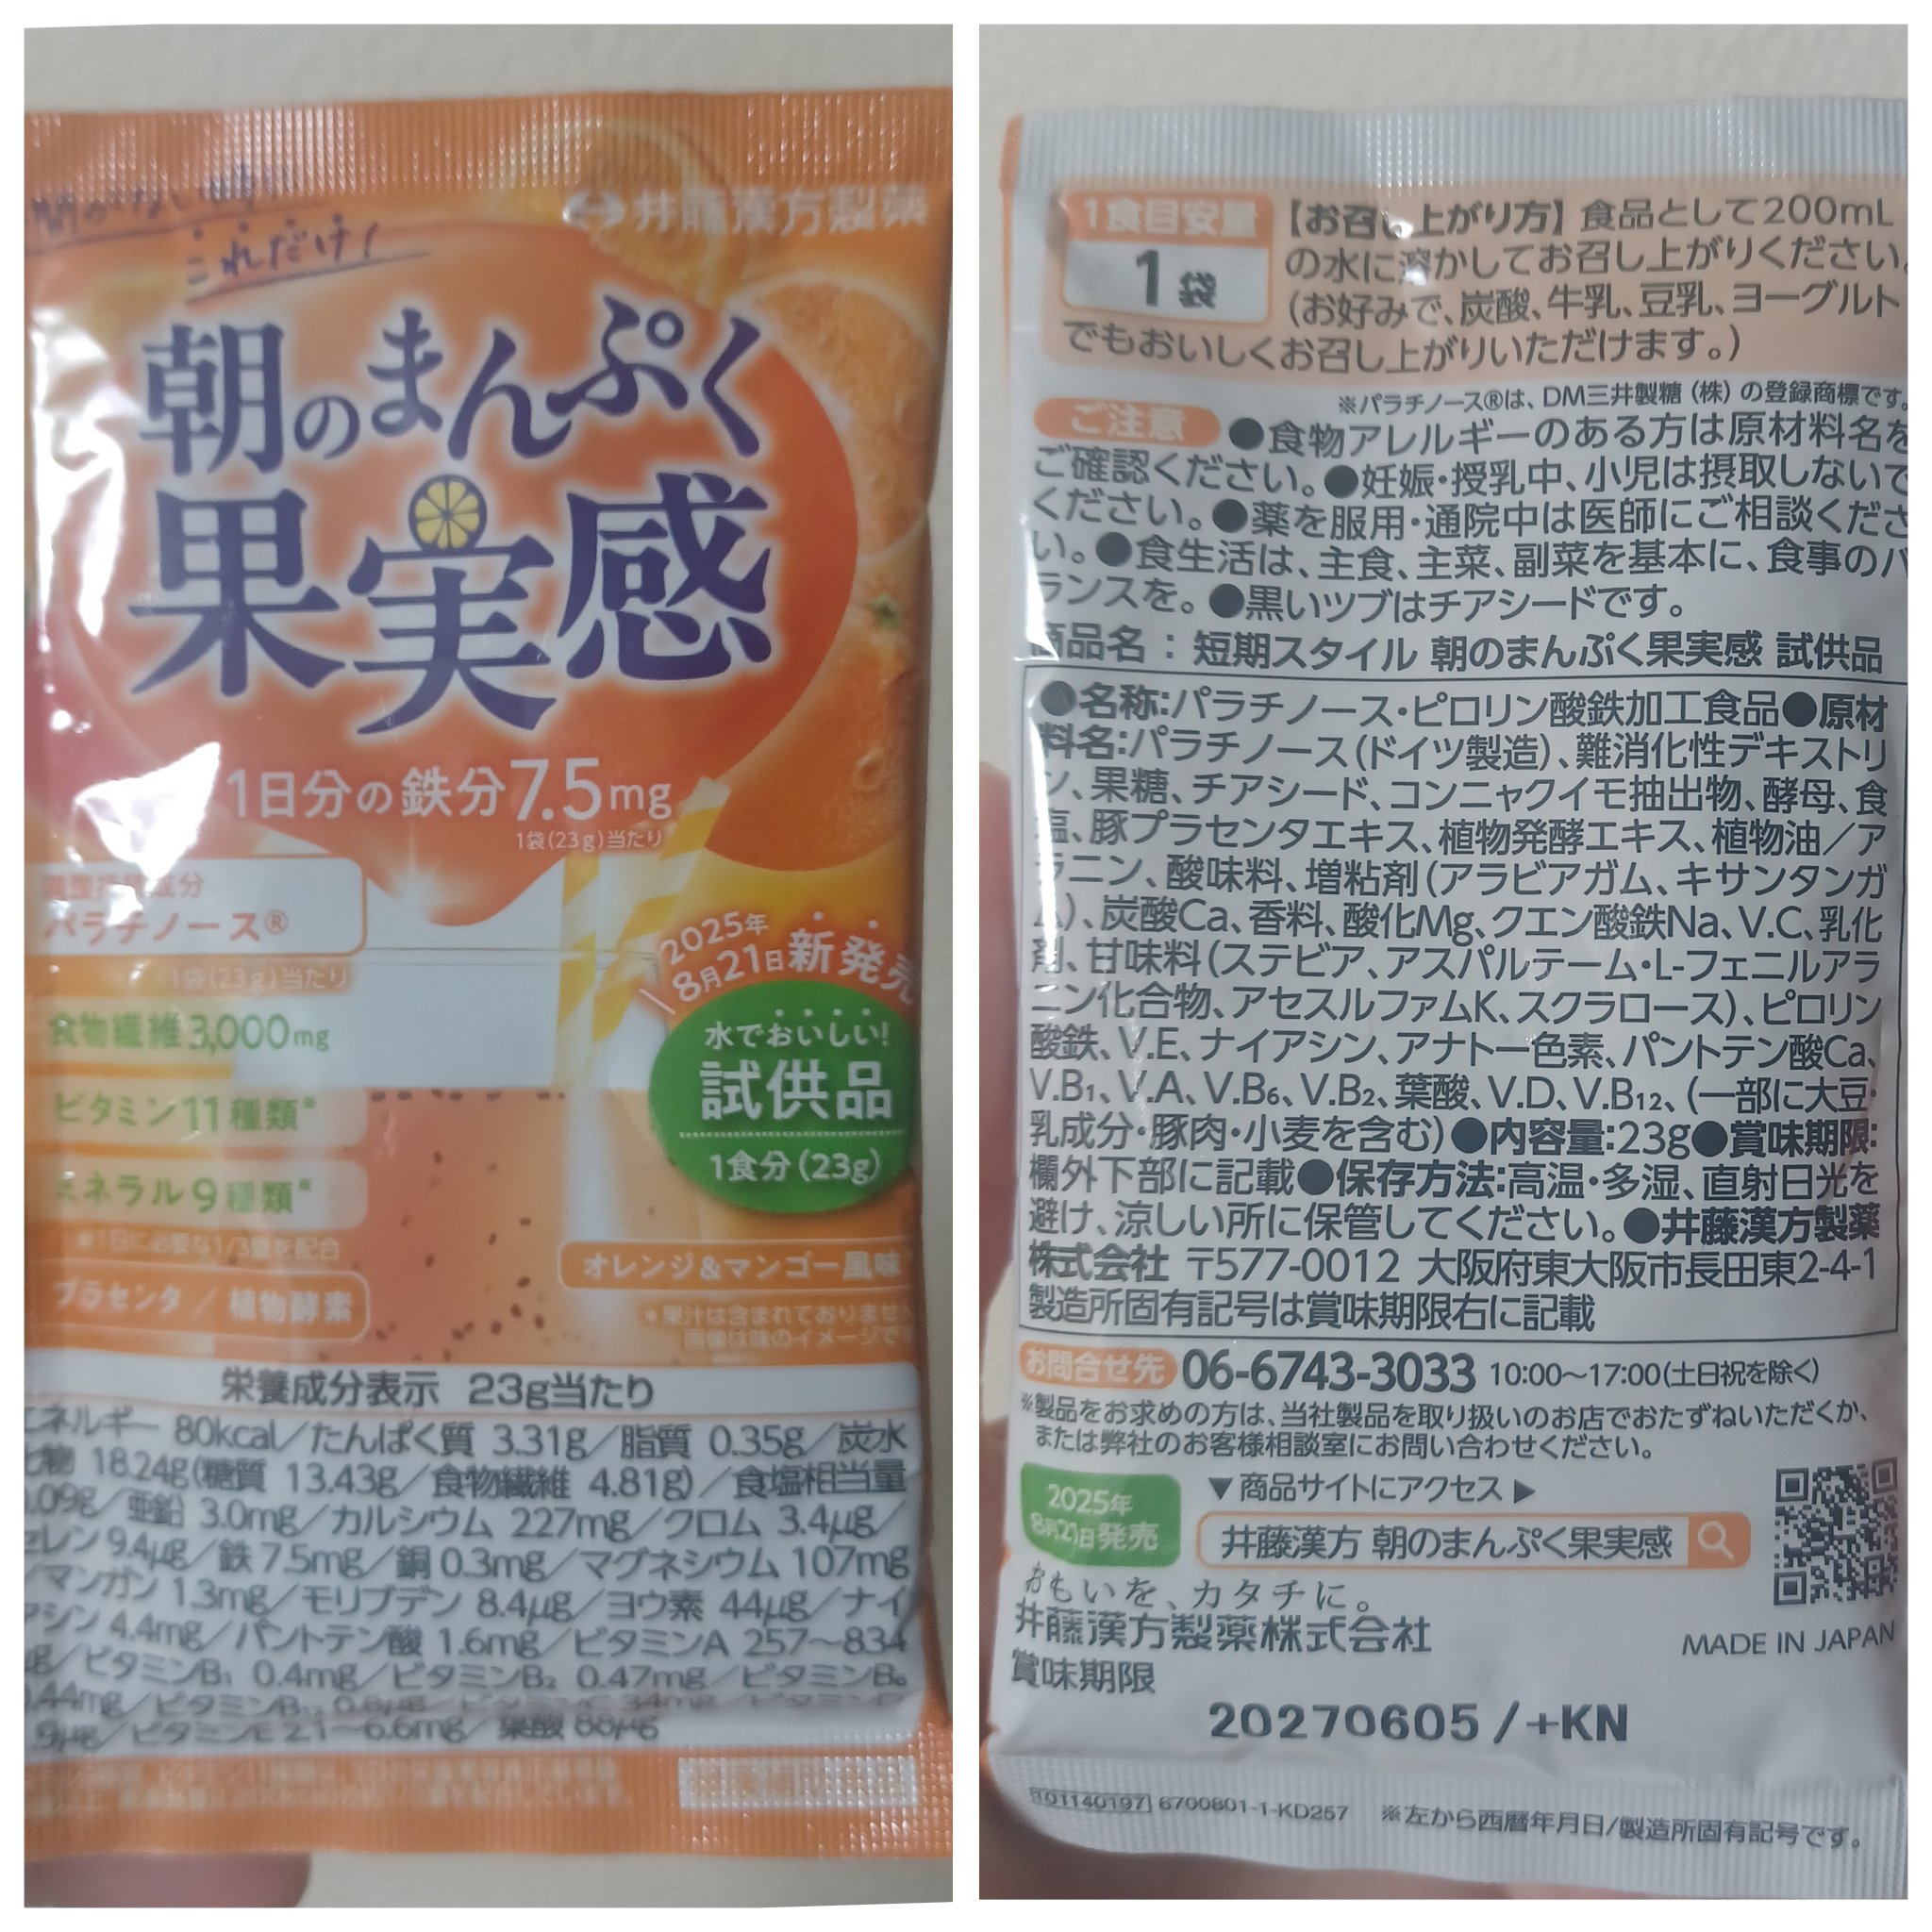 これだけ!
井藤漢方製薬
朝のまんぷく
果実感
1日分の鉄分7.5mg
1袋(23g)当たり
パラチノース®
1袋(23g)当たり
食物繊維3,000mg
ビタミン11種類※
ミネラル9種類※
※1日に必要な1/3量を配合
プラセンタ/植物酵素
2025年
8月21日新発売
水でおいしい!
試供品
1食分(23g)
オレンジ&マンゴー風味
*果汁は含まれておりません
画像は味のイメージです
栄養成分表示 23g当たり
エネルギー 80kcal/たんぱく質 3.31g/脂質 0.35g/炭水
化物 18.24g(糖質 13.43g/食物繊維 4.81g)/食塩相当量
.09g/亜鉛 3.0mg/カルシウム 227mg/クロム 3.4μg/
セレン 9.4μg/鉄 7.5mg/銅 0.3mg/マグネシウム 107mg
/マンガン 1.3mg/モリブデン 8.4μg/ヨウ素 44μg/ナイ
アシン 4.4mg/パントテン酸 1.6mg/ビタミンA 257~834
μg/ビタミンB₁ 0.4mg/ビタミンB₂ 0.47mg/ビタミンB₆
.44mg/ビタミンB₁₂ 0.8μg/ビタミンC 34mg/ビタミンD
/ビタミンE 2.1~6.6mg/葉酸
1食目安量
1袋
【お召し上がり方】食品として200mL
の水に溶かしてお召し上がりください。
(お好みで、炭酸、牛乳、豆乳、ヨーグルト
でもおいしくお召し上がりいただけます。)
※パラチノース®は、DM三井製糖(株)の登録商標です。
ご注意 ●食物アレルギーのある方は原材料名を
ご確認ください。●妊娠・授乳中、小児は摂取しないで
ください。●薬を服用・通院中は医師にご相談くださ
い。●食生活は、主食、主菜、副菜を基本に、食事のバ
ランスを。●黒いツブはチアシードです。
商品名:短期スタイル 朝のまんぷく果実感 試供品
●名称:パラチノース・ピロリン酸鉄加工食品●原材
料名:パラチノース(ドイツ製造)、難消化性デキストリ
ン、果糖、チアシード、コンニャクイモ抽出物、酵母、食
塩、豚プラセンタエキス、植物発酵エキス、植物油/ア
ラニン、酸味料、増粘剤(アラビアガム、キサンタンガ
ム)、炭酸Ca、香料、酸化Mg、クエン酸鉄Na、V.C、乳化
剤、甘味料(ステビア、アスパルテーム・L-フェニルアラ
ニン化合物、アセスルファムK、スクラロース)、ピロリン
酸鉄、V.E、ナイアシン、アナトー色素、パントテン酸Ca、
V.B₁、V.A、V.B₆、V.B₂、葉酸、V.D、V.B₁₂、(一部に大豆・
乳成分・豚肉・小麦を含む)●内容量:23g●賞味期限:
欄外下部に記載●保存方法:高温・多湿、直射日光を
避け、涼しい所に保管してください。●井藤漢方製薬
株式会社 〒577-0012 大阪府東大阪市長田東2-4-1
製造所固有記号は賞味期限右に記載
お問合せ先 06-6743-3033 10:00~17:00(土日祝を除く)
※製品をお求めの方は、当社製品を取り扱いのお店でおたずねいただくか、
または弊社のお客様相談室にお問い合わせください。
2025年
8月21日発売
▼商品サイトにアクセス▶
井藤漢方 朝のまんぷく果実感
おもいを、カタチに。
井藤漢方製薬株式会社
MADE IN JAPAN
賞味期限
20270605/+KN
101140197 6700801-1-KD257 ※左から西暦年月日/製造所固有記号です。